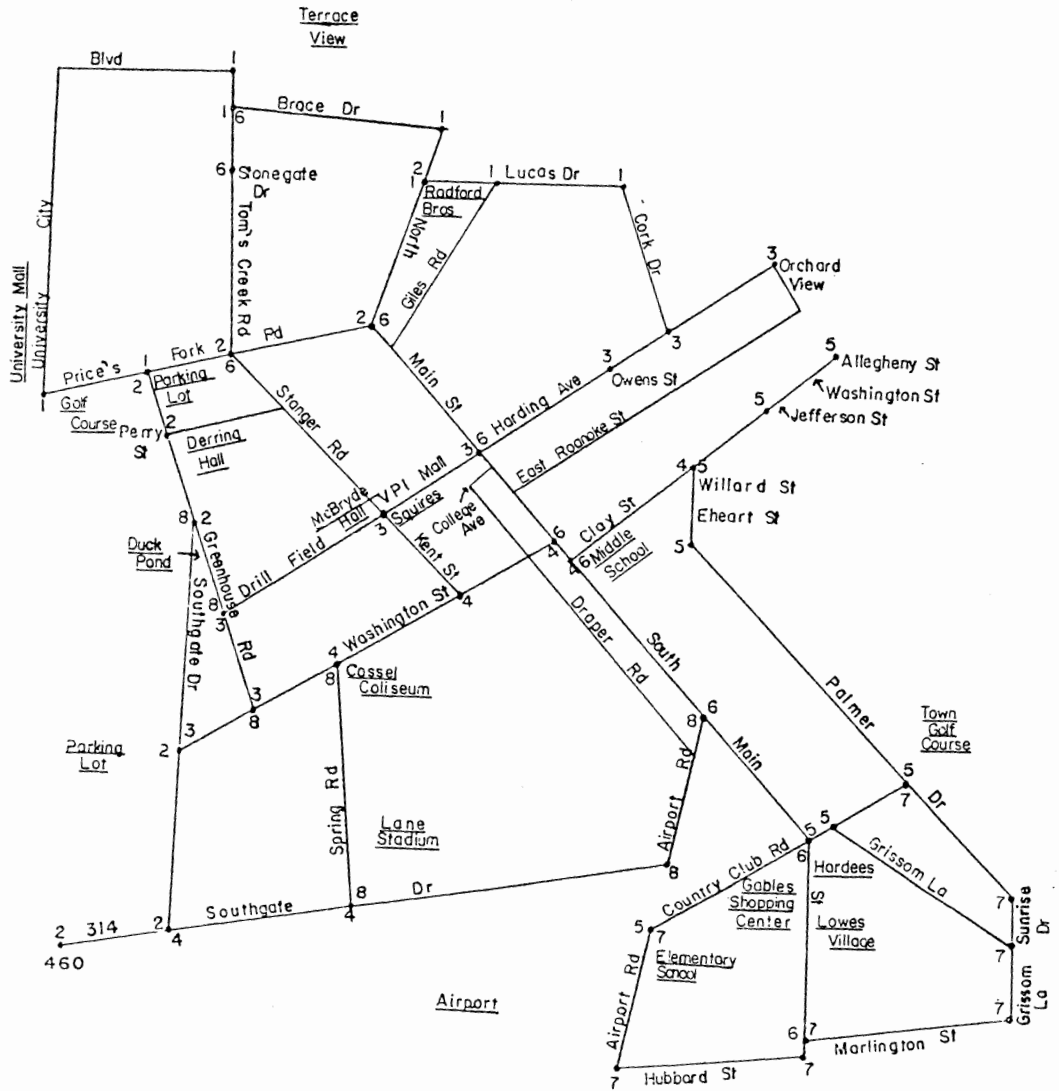 Terrace
View
Blvd
1
1
6
Brace Dr
1
6
Stonegate
Dr
2
1
Radford
Bros
1
Lucas Dr
1
Cork Dr
University City
University Mall
University
Tom's Creek Rd
North
Giles Rd
3
Orchard
View
2
6
Main St
3
3
Owens St
Harding Ave
5
Allegheny St
Washington St
5
Jefferson St
Price's Fork Pd
1
2
2
6
1
Golf
Course
Parking
Lot
Perry
St
2
Derring
Hall
Stanger Rd
6
3
East Roanoke St
VPI Mall
McBryde
Hall
Squires
3
College
Ave
4
5
Willard St
Eheart St
5
Clay St
6
4
4
6
Middle
School
8
2
Duck
Pond
Greenhouse Rd
Drill Field
8
3
Kent St
4
Washington St
4
8
Cassel
Coliseum
Draper Rd
South Main St
Palmer Dr
Southgate Dr
3
8
3
2
Parking
Lot
6
8
Town
Golf
Course
5
7
Spring Rd
Lane
Stadium
Airport Rd
8
5
6
5
Country Club Rd
Grissom La
Hardees
Gables
Shopping
Center
Lowes
Village
7
Sunrise Dr
7
Southgate Dr
8
4
2
4
314
2
460
5
7
Elementary
School
Airport
Airport Rd
7
Grissom La
6
7
Marlington St
7
Hubbard St
7